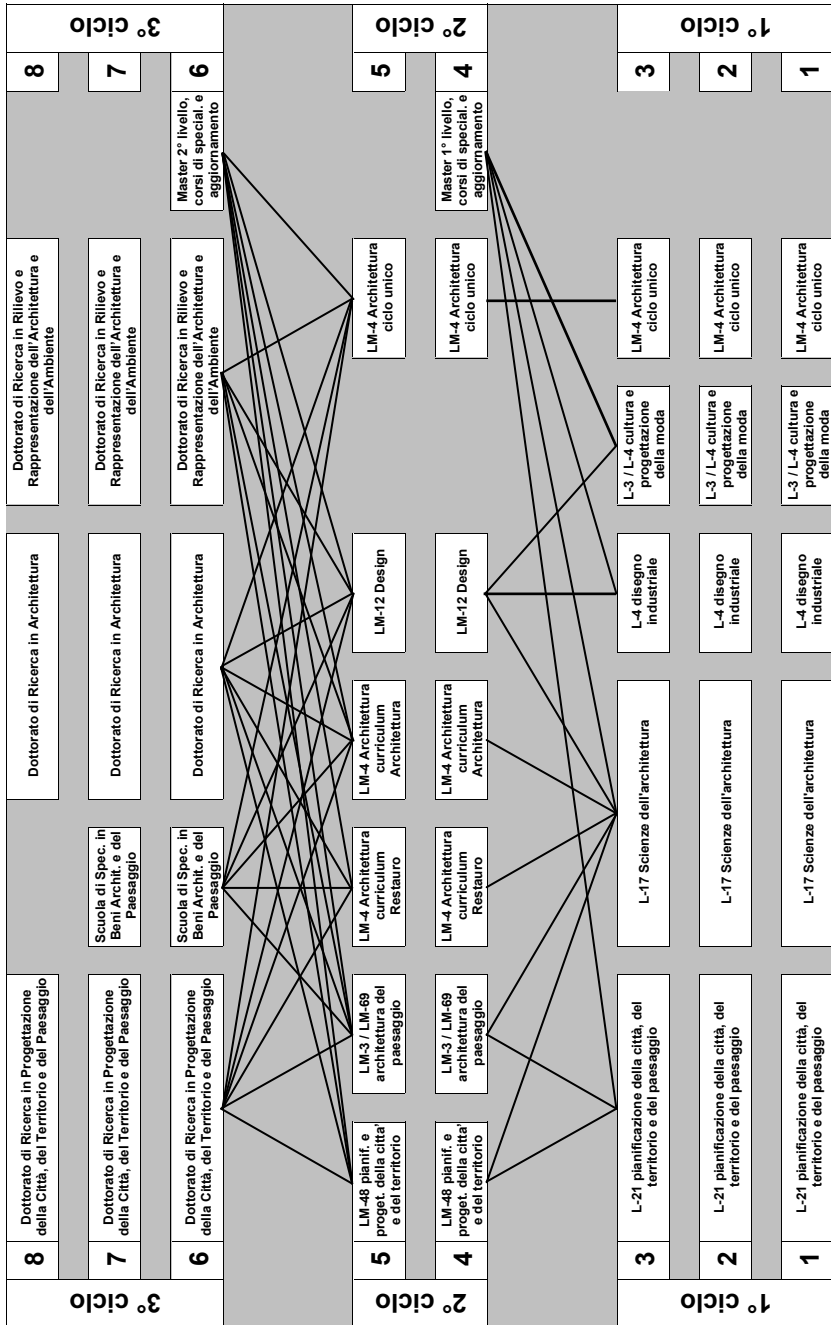 3° ciclo
8
Dottorato di Ricerca in Progettazione
della Città, del Territorio e del Paesaggio
Dottorato di Ricerca in Architettura
Dottorato di Ricerca in Rilievo e
Rappresentazione dell'Architettura e
dell'Ambiente
8
3° ciclo
7
Dottorato di Ricerca in Progettazione
della Città, del Territorio e del Paesaggio
Scuola di Spec. in
Beni Archit. e del
Paesaggio
Dottorato di Ricerca in Architettura
Dottorato di Ricerca in Rilievo e
Rappresentazione dell'Architettura e
dell'Ambiente
7
6
Dottorato di Ricerca in Progettazione
della Città, del Territorio e del Paesaggio
Scuola di Spec. in
Beni Archit. e del
Paesaggio
Dottorato di Ricerca in Architettura
Dottorato di Ricerca in Rilievo e
Rappresentazione dell'Architettura e
dell'Ambiente
Master 2° livello,
corsi di special. e
aggiornamento
6
2° ciclo
5
LM-48 pianif. e
proget. della citta'
e del territorio
LM-3 / LM-69
architettura del
paesaggio
LM-4 Architettura
curriculum
Restauro
LM-4 Architettura
curriculum
Architettura
LM-12 Design
LM-4 Architettura
ciclo unico
5
2° ciclo
4
LM-48 pianif. e
proget. della citta'
e del territorio
LM-3 / LM-69
architettura del
paesaggio
LM-4 Architettura
curriculum
Restauro
LM-4 Architettura
curriculum
Architettura
LM-12 Design
LM-4 Architettura
ciclo unico
Master 1° livello,
corsi di special. e
aggiornamento
4
1° ciclo
3
L-21 pianificazione della città, del
territorio e del paesaggio
L-17 Scienze dell'architettura
L-4 disegno
industriale
L-3 / L-4 cultura e
progettazione
della moda
LM-4 Architettura
ciclo unico
3
1° ciclo
2
L-21 pianificazione della città, del
territorio e del paesaggio
L-17 Scienze dell'architettura
L-4 disegno
industriale
L-3 / L-4 cultura e
progettazione
della moda
LM-4 Architettura
ciclo unico
2
1
L-21 pianificazione della città, del
territorio e del paesaggio
L-17 Scienze dell'architettura
L-4 disegno
industriale
L-3 / L-4 cultura e
progettazione
della moda
LM-4 Architettura
ciclo unico
1